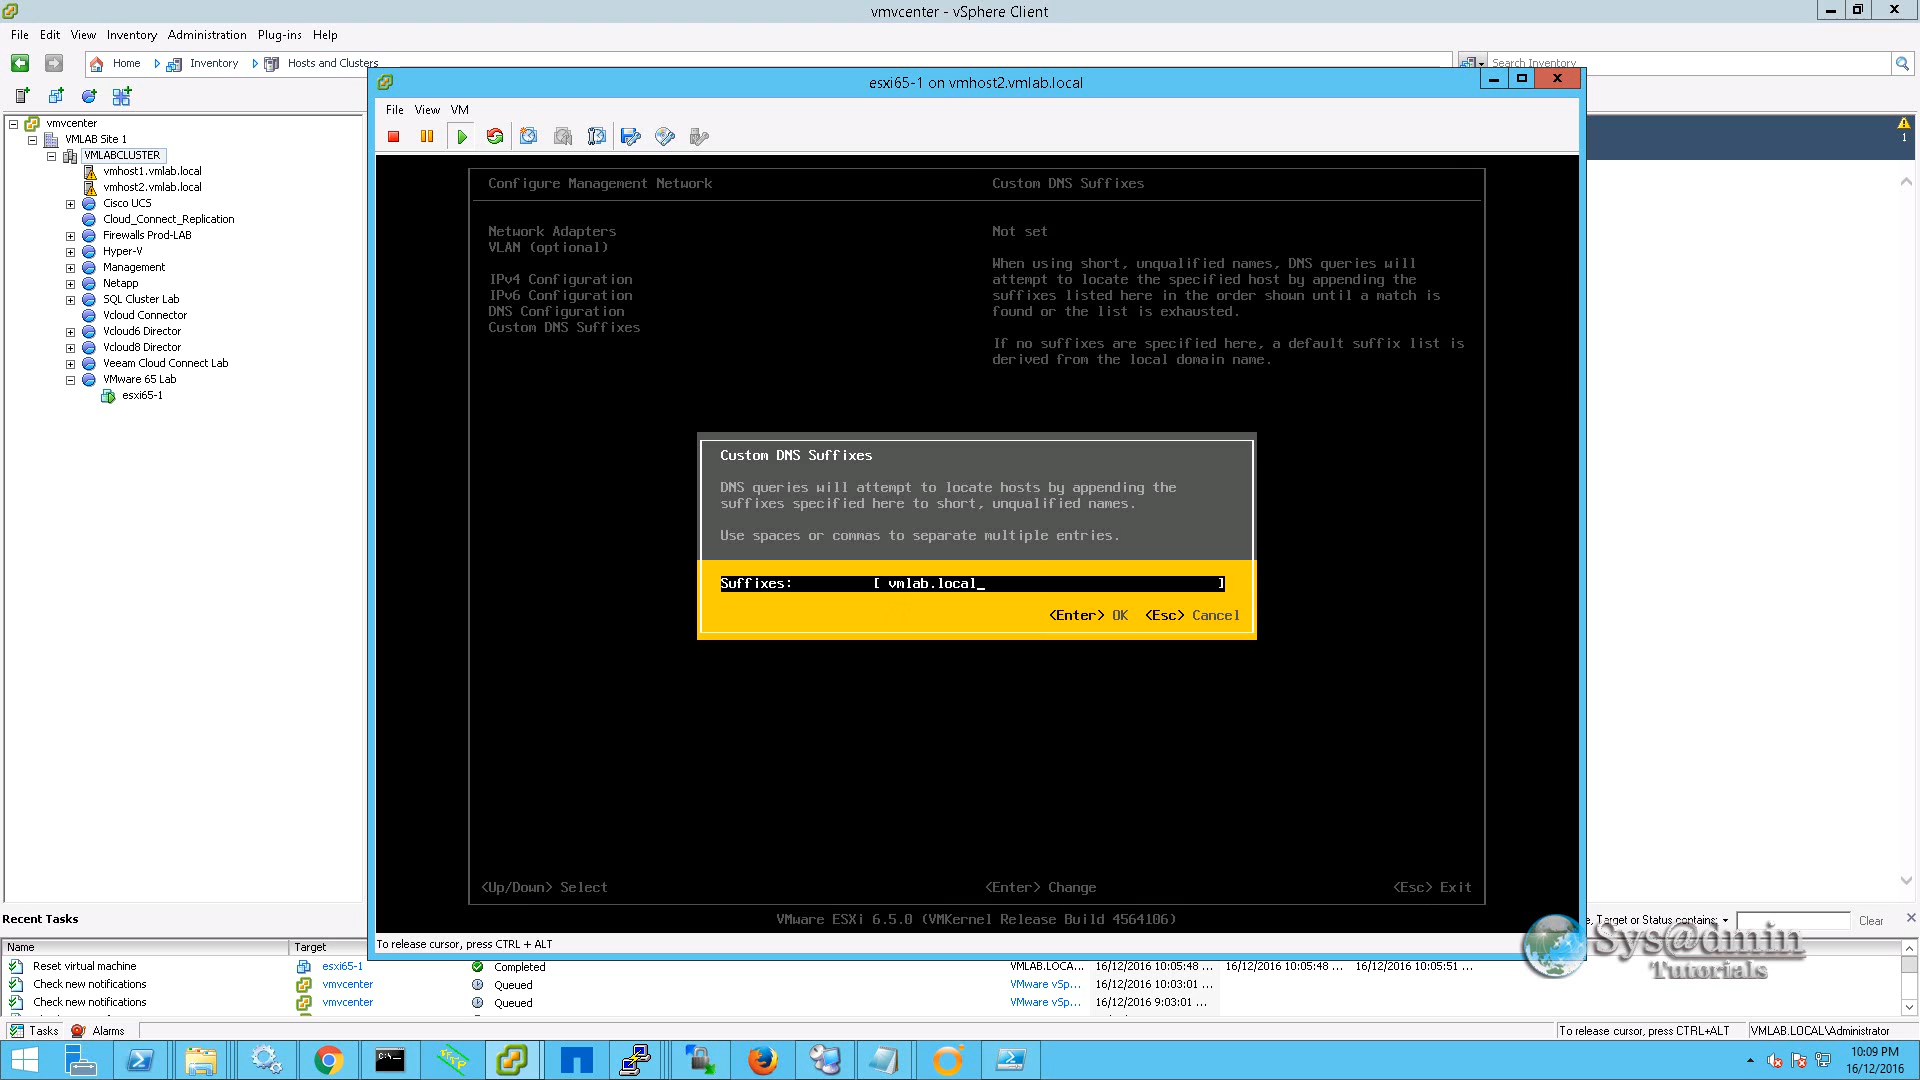 vmvcenter - vSphere Client
File Edit View Inventory Administration Plug-ins Help
Home Inventory Hosts and Clusters
Search Inventory
esxi65-1 on vmhost2.vmlab.local
File View VM
1
vmvcenter
VMLAB Site 1
VMLABCLUSTER
vmhost1.vmlab.local
vmhost2.vmlab.local
Cisco UCS
Cloud_Connect_Replication
Firewalls Prod-LAB
Hyper-V
Management
Netapp
SQL Cluster Lab
Vcloud Connector
Vcloud6 Director
Vcloud8 Director
Veeam Cloud Connect Lab
VMware 65 Lab
esxi65-1
Configure Management Network
Network Adapters
VLAN (optional)
IPv4 Configuration
IPv6 Configuration
DNS Configuration
Custom DNS Suffixes
Custom DNS Suffixes
Not set
When using short, unqualified names, DNS queries will
attempt to locate the specified host by appending the
suffixes listed here in the order shown until a match is
found or the list is exhausted.
If no suffixes are specified here, a default suffix list is
derived from the local domain name.
Custom DNS Suffixes
DNS queries will attempt to locate hosts by appending the
suffixes specified here to short, unqualified names.
Use spaces or commas to separate multiple entries.
Suffixes: [ vmlab.local_ ]
<Enter> OK <Esc> Cancel
<Up/Down> Select <Enter> Change <Esc> Exit
VMware ESXi 6.5.0 (VMKernel Release Build 4564106)
To release cursor, press CTRL + ALT
Recent Tasks
e, Target or Status contains: Clear
Name Target
Reset virtual machine esxi65-1 Completed VMLAB.LOCA... 16/12/2016 10:05:48 ... 16/12/2016 10:05:48 ... 16/12/2016 10:05:51 ...
Check new notifications vmvcenter Queued VMware vSp... 16/12/2016 10:03:01 ...
Check new notifications vmvcenter Queued VMware vSp... 16/12/2016 9:03:01 ...
Sys@dmin
Tutorials
Tasks Alarms
To release cursor, press CTRL+ALT VMLAB.LOCAL\Administrator
10:09 PM
16/12/2016